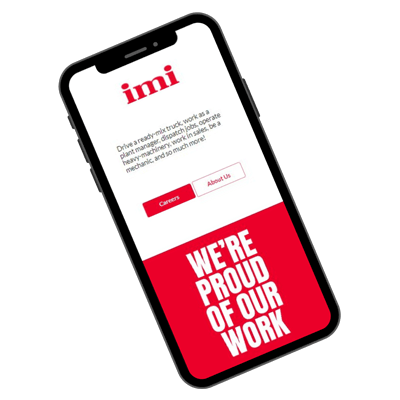 imi
Drive a ready-mix truck, work as a
plant manager, dispatch jobs, operate
heavy-machinery, work in sales, be a
mechanic, and so much more!
Careers
About Us
WE'RE
PROUD
OF OUR
WORK